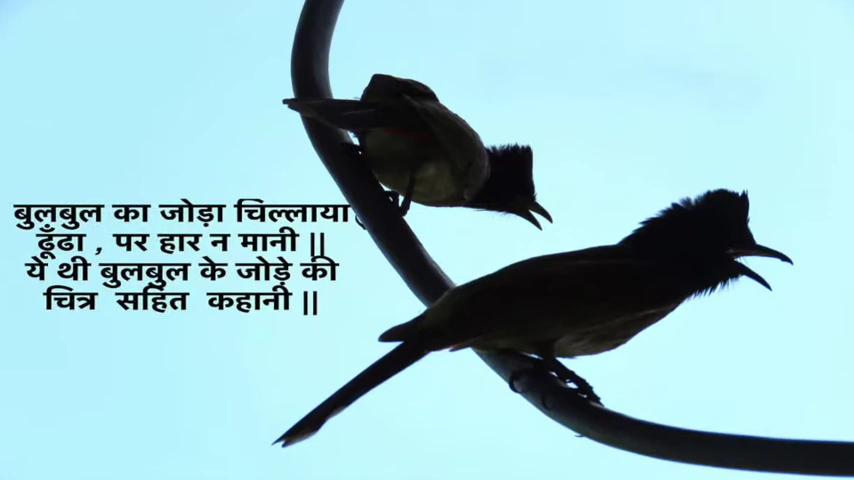 बुलबुल का जोड़ा चिल्लाया
ढूँढा , पर हार न मानी ||
ये थी बुलबुल के जोड़े की
चित्र सहित कहानी ||